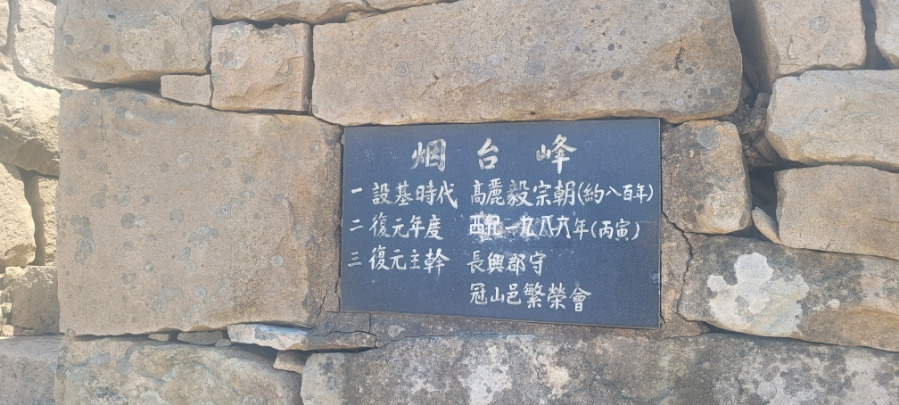 烟台峰
一 設基時代 高麗毅宗朝(約八百年)
二 復元年度 西紀一九八六年(丙寅)
三 復元主幹 長興郡守
冠山邑繁榮會